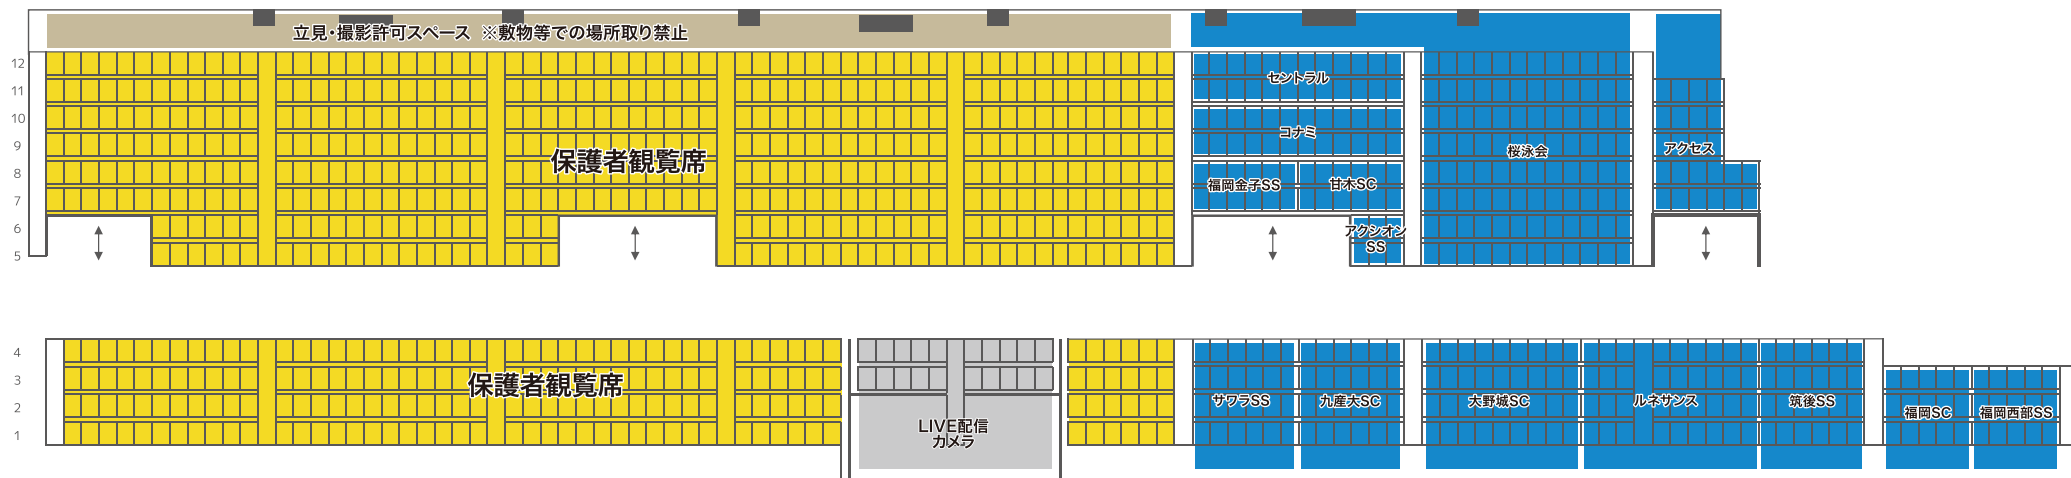 立見・撮影許可スペース ※敷物等での場所取り禁止
12
11
10
9
8
7
6
5
保護者観覧席
セントラル
コナミ
福岡金子SS
甘木SC
アクシオン
SS
桜泳会
アクセス
4
3
2
1
保護者観覧席
LIVE配信
カメラ
サワラSS
九産大SC
大野城SC
ルネサンス
筑後SS
福岡SC
福岡西部SS